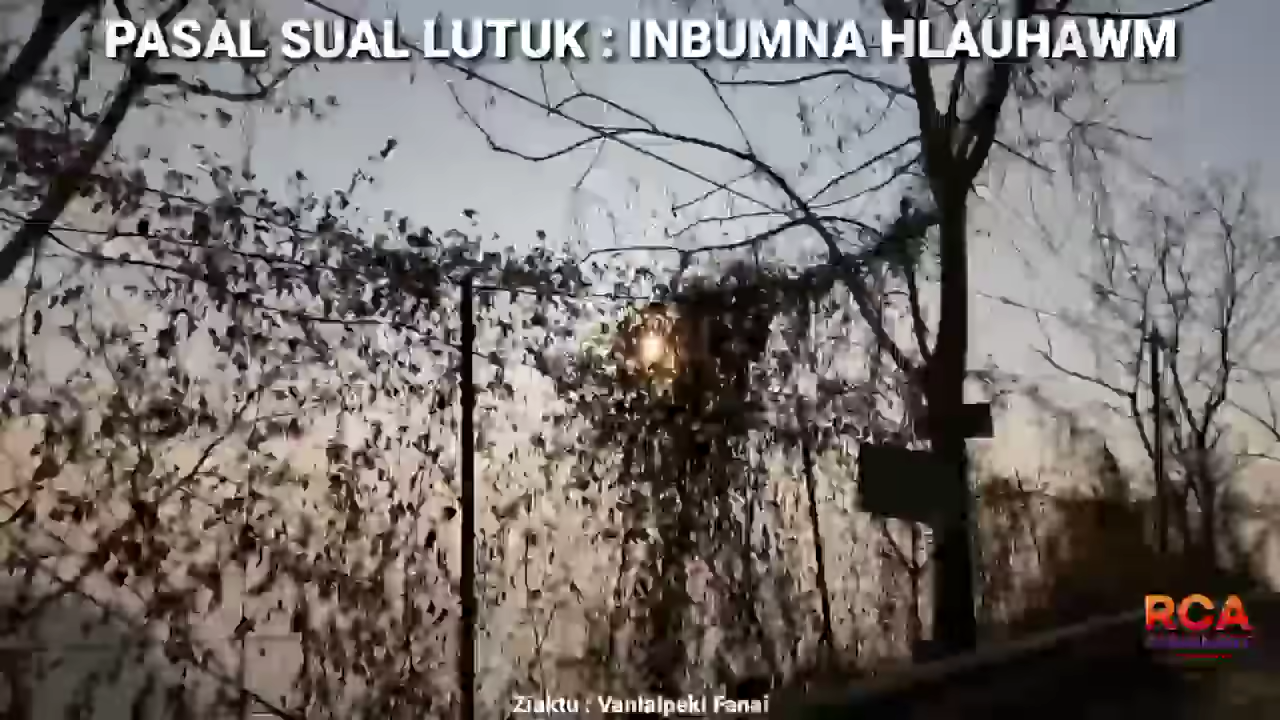 PASAL SUAL LUTUK : INBUMNA HLAUHAWM
RCA
Ziaktu : Vanlalpeki Fanai